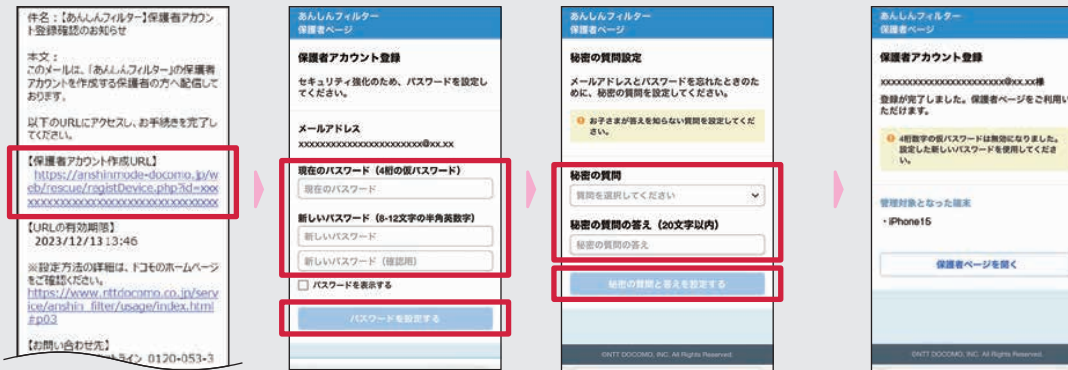 件名：【あんしんフィルター】保護者アカウン
ト登録確認のお知らせ
本文：
このメールは、「あんしんフィルター」の保護者
アカウントを作成する保護者の方へ配信して
おります。
以下のURLにアクセスし、お手続きを完了し
てください。
【保護者アカウント作成URL】
https://anshinmode-docomo.jp/w
eb/rescue/registDevice.php?id=xxx
xxxxxxxxxxxxxxxxxxxxxxxxxxxxxx
【URLの有効期限】
2023/12/13 13:46
※設定方法の詳細は、ドコモのホームページ
をご確認ください。
https://www.nttdocomo.co.jp/serv
ice/anshin_filter/usage/index.html
#p03
【お問い合わせ先】
トライン 0120-053-3
あんしんフィルター
保護者ページ
保護者アカウント登録
セキュリティ強化のため、パスワードを設定し
てください。
メールアドレス
xxxxxxxxxxxxxxxxxxxxxxxx@xx.xx
現在のパスワード（4桁の仮パスワード）
現在のパスワード
新しいパスワード（8-12文字の半角英数字）
新しいパスワード
新しいパスワード（確認用）
パスワードを表示する
パスワードを設定する
あんしんフィルター
保護者ページ
秘密の質問設定
メールアドレスとパスワードを忘れたときのた
めに、秘密の質問を設定してください。
お子さまが答えを知らない質問を設定してくだ
さい。
秘密の質問
質問を選択してください
秘密の質問の答え（20文字以内）
秘密の質問の答え
秘密の質問と答えを設定する
©NTT DOCOMO, INC. All Rights Reserved.
あんしんフィルター
保護者ページ
保護者アカウント登録
xxxxxxxxxxxxxxxxxxxxxxxx@xx.xx様
登録が完了しました。保護者ページをご利用い
ただけます。
4桁数字の仮パスワードは無効になりました。
設定した新しいパスワードを使用してくださ
い。
管理対象となった端末
・iPhone15
保護者ページを開く
©NTT DOCOMO, INC. All Rights Reserved.